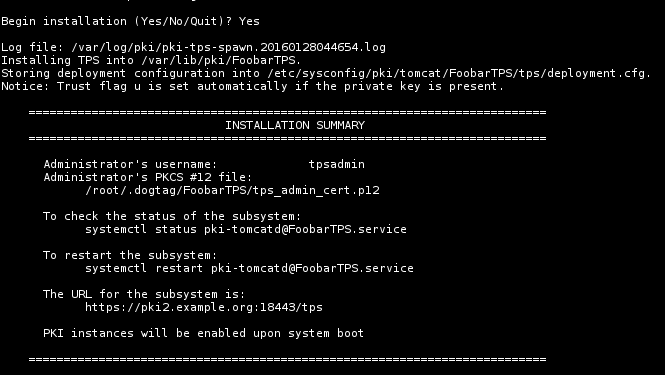 Begin installation (Yes/No/Quit)? Yes
Log file: /var/log/pki/pki-tps-spawn.20160128044654.log
Installing TPS into /var/lib/pki/FoobarTPS.
Storing deployment configuration into /etc/sysconfig/pki/tomcat/FoobarTPS/tps/deployment.cfg.
Notice: Trust flag u is set automatically if the private key is present.
==========================================================================
INSTALLATION SUMMARY
==========================================================================
Administrator's username: tpsadmin
Administrator's PKCS #12 file:
/root/.dogtag/FoobarTPS/tps_admin_cert.p12
To check the status of the subsystem:
systemctl status pki-tomcatd@FoobarTPS.service
To restart the subsystem:
systemctl restart pki-tomcatd@FoobarTPS.service
The URL for the subsystem is:
https://pki2.example.org:18443/tps
PKI instances will be enabled upon system boot
==========================================================================